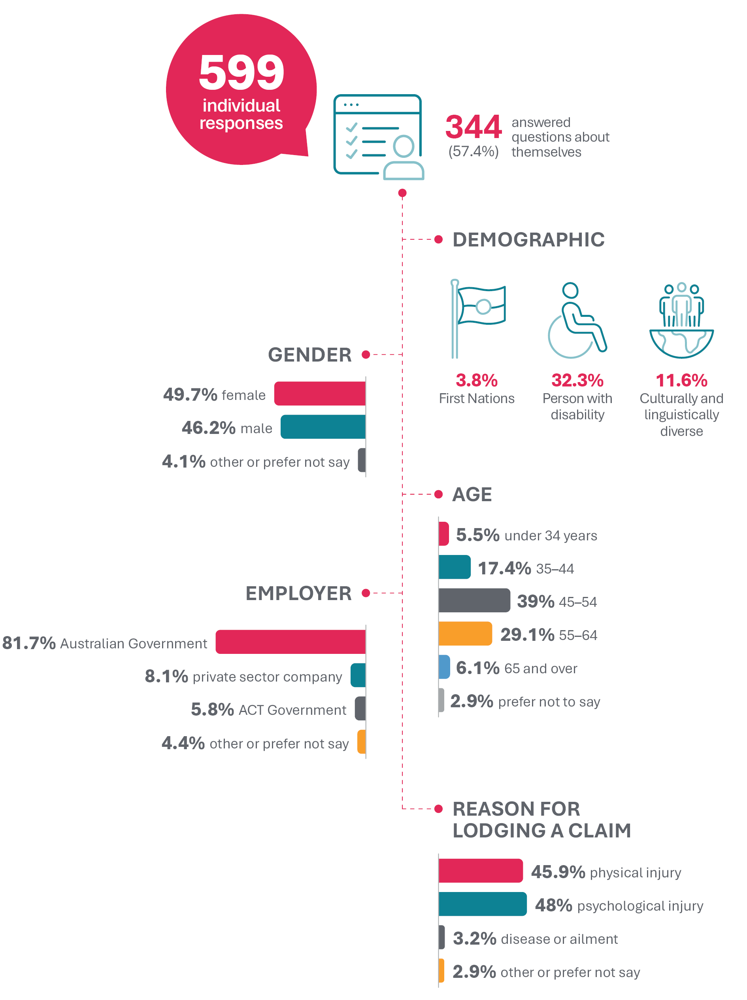 599
individual
responses
344
(57.4%)
answered
questions about
themselves
DEMOGRAPHIC
3.8%
First Nations
32.3%
Person with
disability
11.6%
Culturally and
linguistically
diverse
GENDER
49.7% female
46.2% male
4.1% other or prefer not say
AGE
5.5% under 34 years
17.4% 35–44
39% 45–54
29.1% 55–64
6.1% 65 and over
2.9% prefer not to say
EMPLOYER
81.7% Australian Government
8.1% private sector company
5.8% ACT Government
4.4% other or prefer not say
REASON FOR
LODGING A CLAIM
45.9% physical injury
48% psychological injury
3.2% disease or ailment
2.9% other or prefer not say